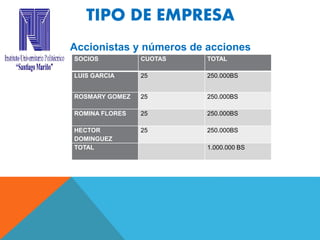 TIPO DE EMPRESA
Instituto Universitario Politécnico
“Santiago Mariño”
Accionistas y números de acciones
SOCIOS CUOTAS TOTAL
LUIS GARCIA 25 250.000BS
ROSMARY GOMEZ 25 250.000BS
ROMINA FLORES 25 250.000BS
HECTOR DOMINGUEZ 25 250.000BS
TOTAL 1.000.000 BS